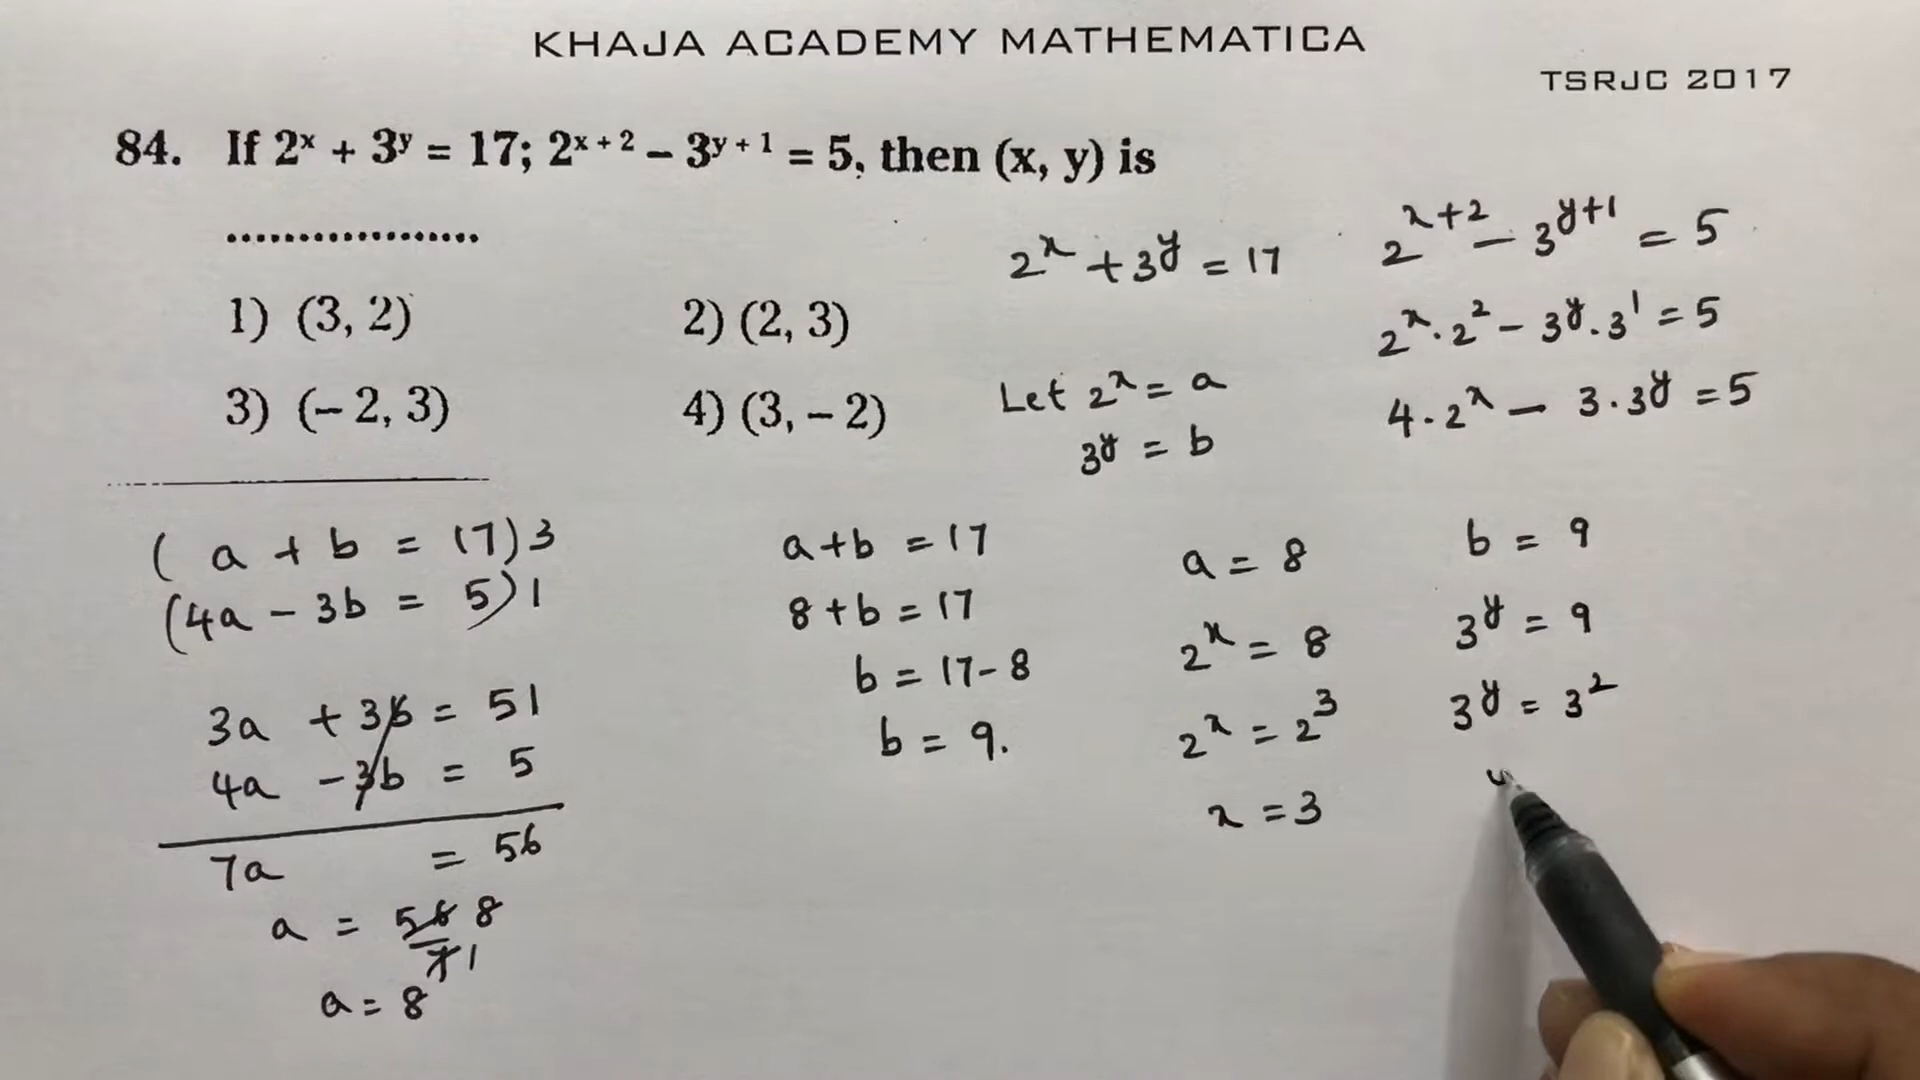 KHAJA ACADEMY MATHEMATICA
TSRJC 2017
84. If 2ˣ + 3ʸ = 17; 2ˣ⁺² – 3ʸ⁺¹ = 5, then (x, y) is
..................
1) (3, 2)
2) (2, 3)
3) (– 2, 3)
4) (3, – 2)
2ˣ + 3ʸ = 17
Let 2ˣ = a
3ʸ = b
2ˣ⁺² – 3ʸ⁺¹ = 5
2ˣ · 2² – 3ʸ · 3¹ = 5
4 · 2ˣ – 3 · 3ʸ = 5
( a + b = 17) 3
(4a – 3b = 5) 1
3a + 3b = 51
4a – 3b = 5
7a = 56
a = 56 8
7 1
a = 8
a + b = 17
8 + b = 17
b = 17 – 8
b = 9.
a = 8
2ˣ = 8
2ˣ = 2³
x = 3
b = 9
3ʸ = 9
3ʸ = 3²